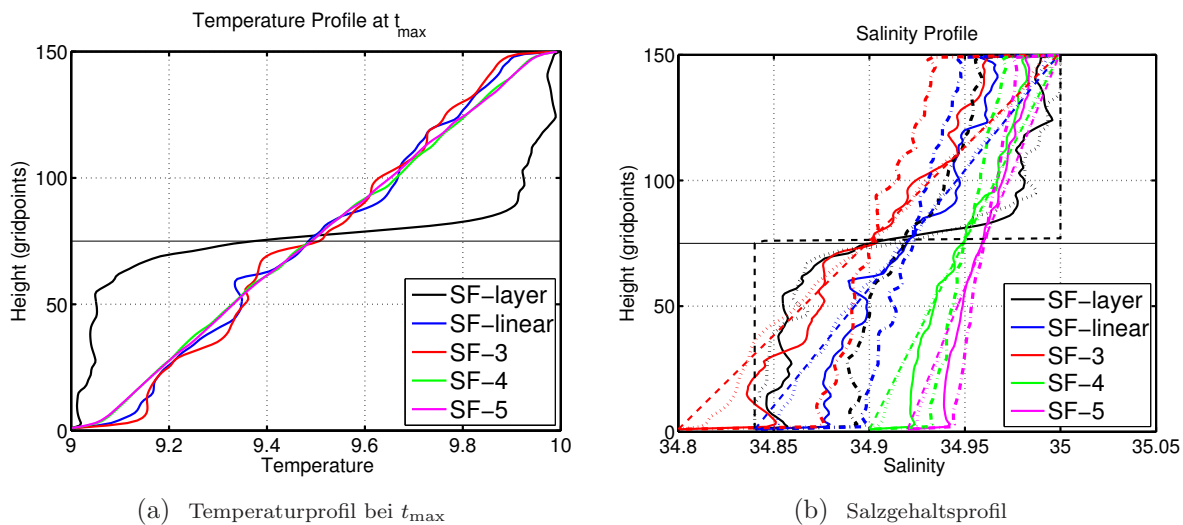 Temperature Profile at t_max
150
100
50
0
9
9.2
9.4
9.6
9.8
10
Height (gridpoints)
Temperature
SF-layer
SF-linear
SF-3
SF-4
SF-5
(a) Temperaturprofil bei t_max
Salinity Profile
150
100
50
0
34.8
34.85
34.9
34.95
35
35.05
Height (gridpoints)
Salinity
SF-layer
SF-linear
SF-3
SF-4
SF-5
(b) Salzgehaltsprofil